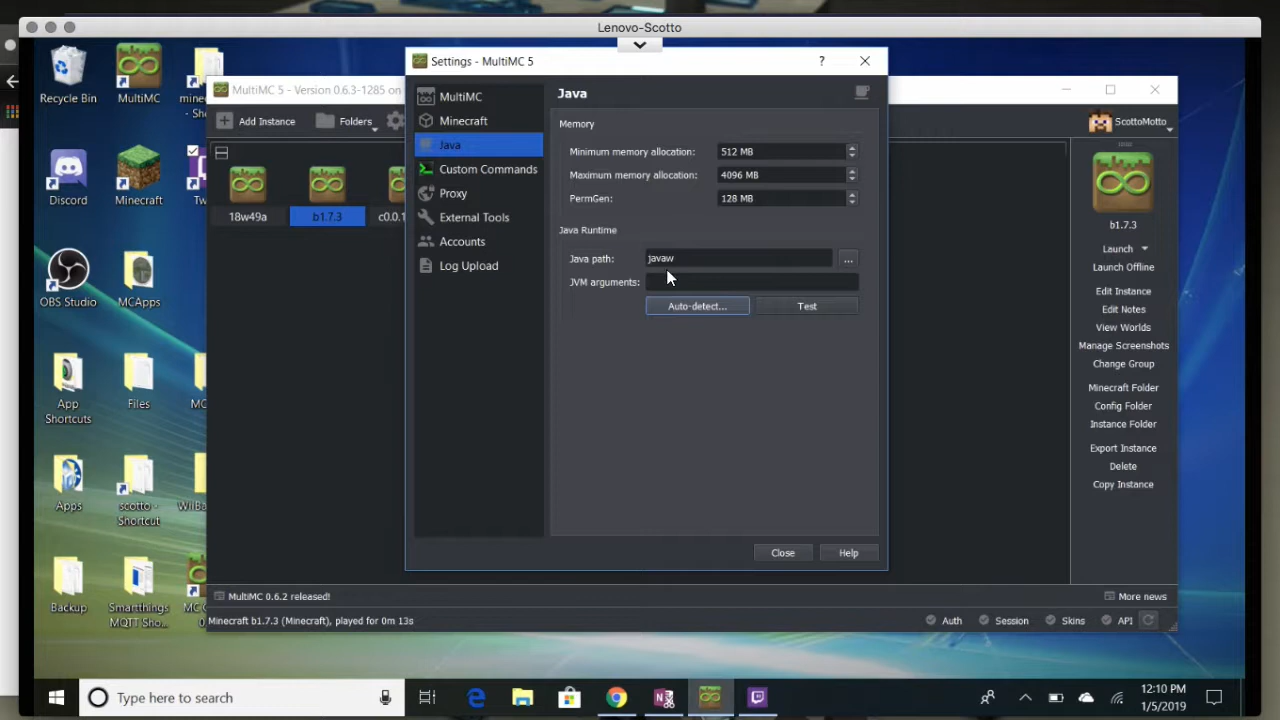 Lenovo-Scotto
Recycle Bin
MultiMC
Discord
Minecraft
OBS Studio
MCApps
App
Shortcuts
Files
Apps
scotto -
Shortcut
Backup
Smartthings
MQTT Sho...
MultiMC 5 - Version 0.6.3-1285 on
Add Instance
Folders
ScottoMotto
18w49a
b1.7.3
Settings - MultiMC 5
?
MultiMC
Minecraft
Java
Custom Commands
Proxy
External Tools
Accounts
Log Upload
Java
Memory
Minimum memory allocation: 512 MB
Maximum memory allocation: 4096 MB
PermGen: 128 MB
Java Runtime
Java path: javaw ...
JVM arguments:
Auto-detect... Test
Close Help
b1.7.3
Launch
Launch Offline
Edit Instance
Edit Notes
View Worlds
Manage Screenshots
Change Group
Minecraft Folder
Config Folder
Instance Folder
Export Instance
Delete
Copy Instance
MultiMC 0.6.2 released!
More news
Minecraft b1.7.3 (Minecraft), played for 0m 13s
Auth Session Skins API
Type here to search
12:10 PM
1/5/2019